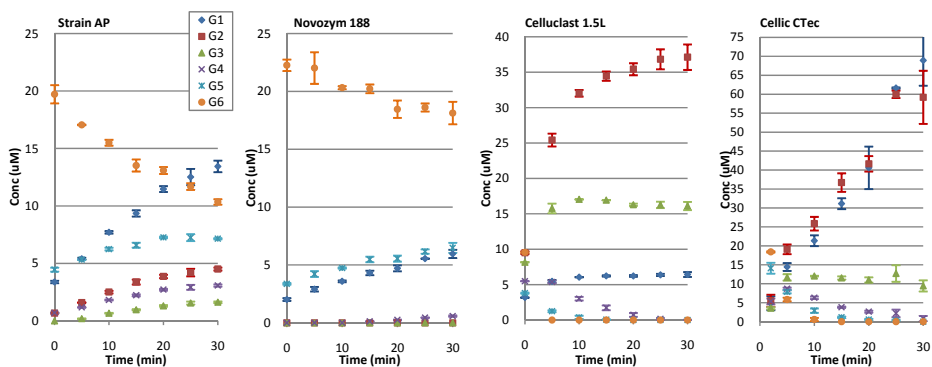 Strain AP
Novozym 188
Celluclast 1.5L
Cellic CTec
G1
G2
G3
G4
G5
G6
Conc (uM)
25
20
15
10
5
0
0 10 20 30
Time (min)
Conc (uM)
25
20
15
10
5
0
0 10 20 30
Time (min)
Conc (uM)
40
35
30
25
20
15
10
5
0
0 10 20 30
Time (min)
Conc (uM)
75
70
65
60
55
50
45
40
35
30
25
20
15
10
5
0
0 10 20 30
Time (min)